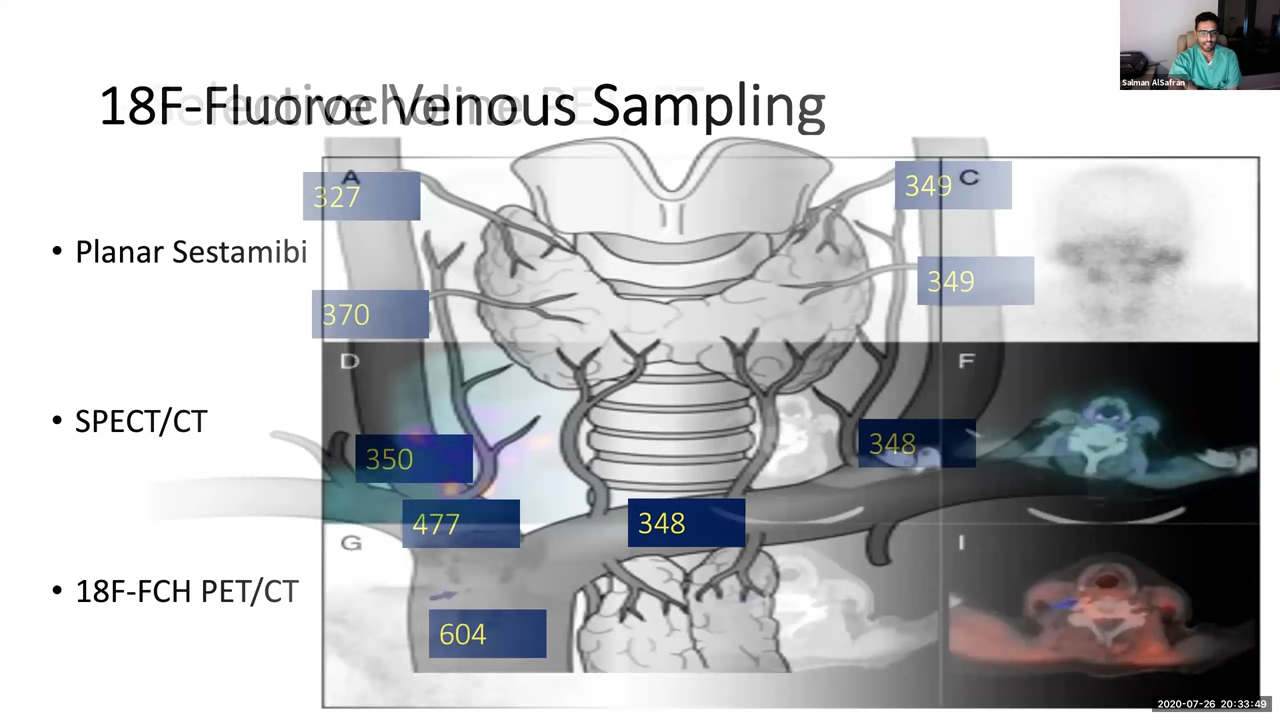 Salman AlSafran
18F-Fluoroc Venous Sampling
A
327
349
C
• Planar Sestamibi
349
370
D
F
• SPECT/CT
350
348
477
348
G
I
• 18F-FCH PET/CT
604
2020-07-26 20:33:49